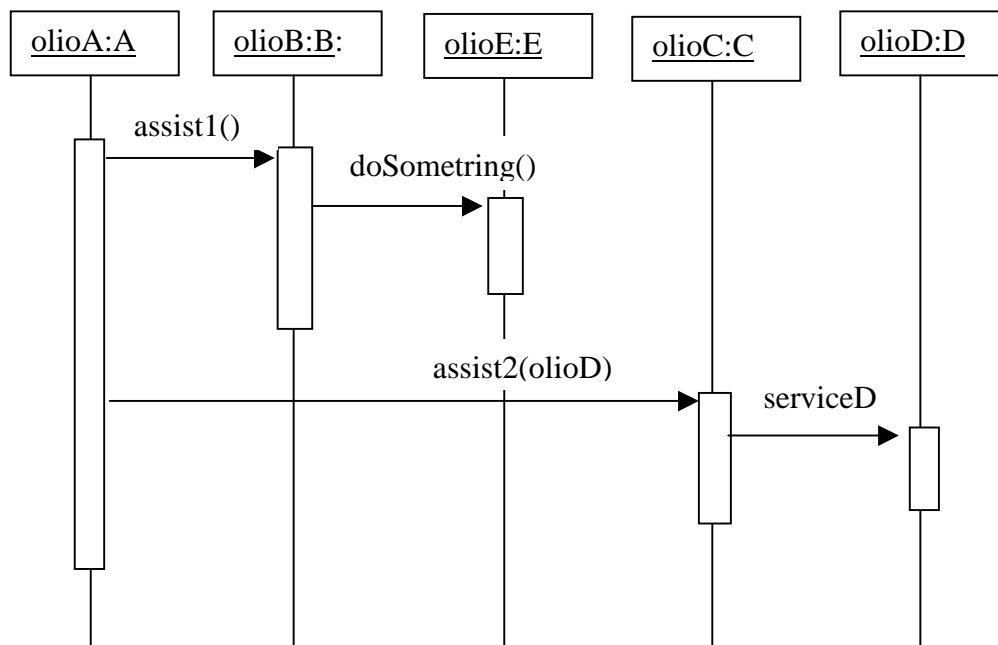 olioA:A
olioB:B:
olioE:E
olioC:C
olioD:D
assist1()
doSometring()
assist2(olioD)
serviceD